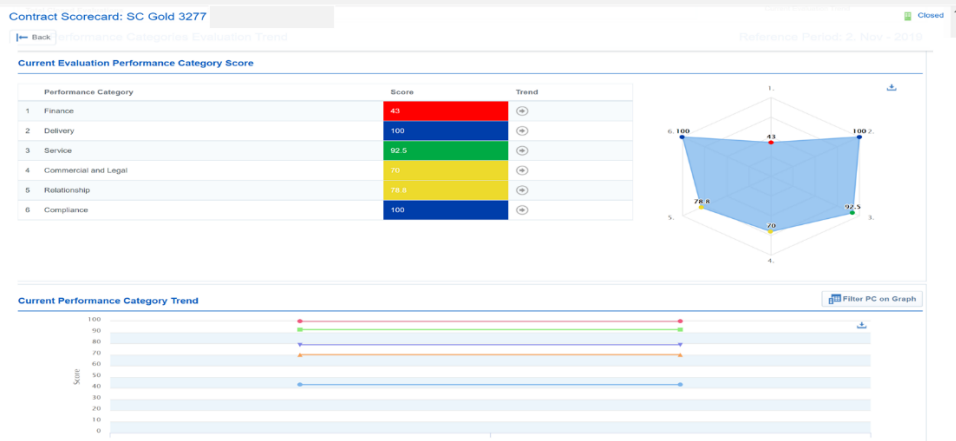 Contract Scorecard: SC Gold 3277
Closed
Back
Performance Categories Evaluation Trend
Reference Period: 2, Nov - 2019
Current Evaluation Performance Category Score
Performance Category Score Trend
1 Finance 43
2 Delivery 100
3 Service 92.5
4 Commercial and Legal 70
5 Relationship 78.8
6 Compliance 100
1.
43
6. 100
100 2.
78.8
92.5
5.
3.
70
4.
Current Performance Category Trend
Filter PC on Graph
100
90
80
70
60
50
40
30
20
10
0
Score